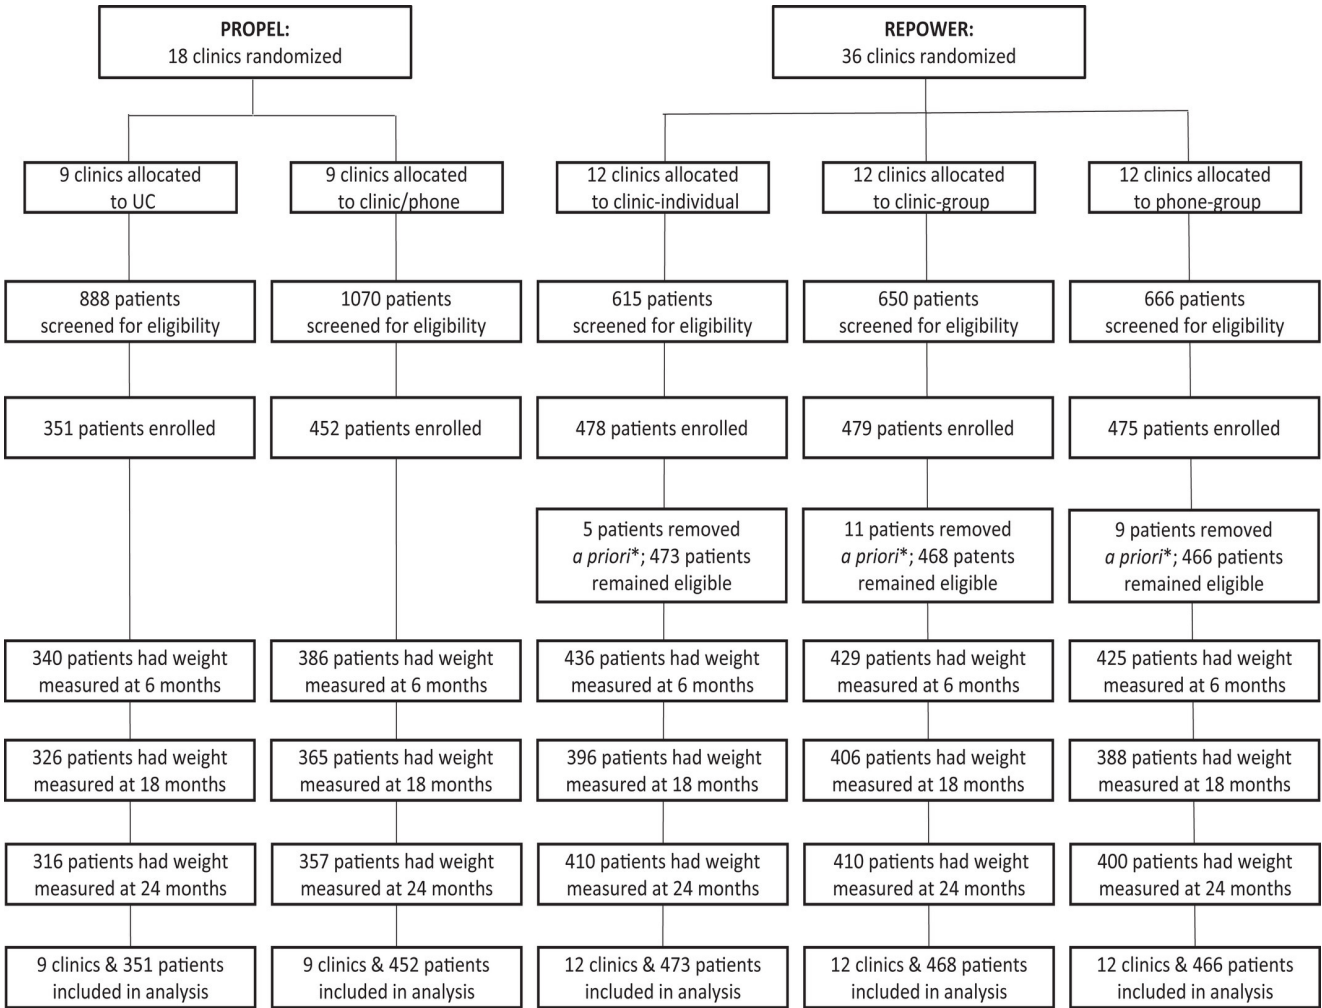 PROPEL:
18 clinics randomized
REPOWER:
36 clinics randomized
9 clinics allocated
to UC
9 clinics allocated
to clinic/phone
12 clinics allocated
to clinic-individual
12 clinics allocated
to clinic-group
12 clinics allocated
to phone-group
888 patients
screened for eligibility
1070 patients
screened for eligibility
615 patients
screened for eligibility
650 patients
screened for eligibility
666 patients
screened for eligibility
351 patients enrolled
452 patients enrolled
478 patients enrolled
479 patients enrolled
475 patients enrolled
5 patients removed
a priori*; 473 patients
remained eligible
11 patients removed
a priori*; 468 patents
remained eligible
9 patients removed
a priori*; 466 patients
remained eligible
340 patients had weight
measured at 6 months
386 patients had weight
measured at 6 months
436 patients had weight
measured at 6 months
429 patients had weight
measured at 6 months
425 patients had weight
measured at 6 months
326 patients had weight
measured at 18 months
365 patients had weight
measured at 18 months
396 patients had weight
measured at 18 months
406 patients had weight
measured at 18 months
388 patients had weight
measured at 18 months
316 patients had weight
measured at 24 months
357 patients had weight
measured at 24 months
410 patients had weight
measured at 24 months
410 patients had weight
measured at 24 months
400 patients had weight
measured at 24 months
9 clinics & 351 patients
included in analysis
9 clinics & 452 patients
included in analysis
12 clinics & 473 patients
included in analysis
12 clinics & 468 patients
included in analysis
12 clinics & 466 patients
included in analysis